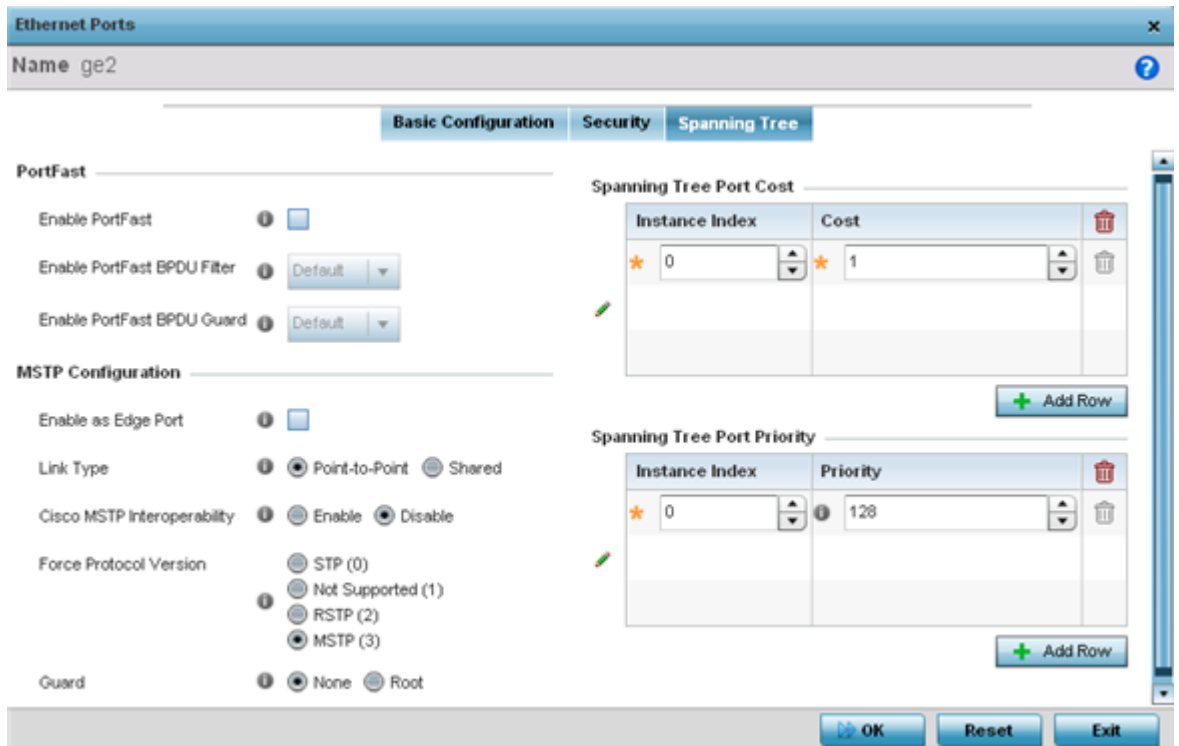 Ethernet Ports
Name ge2
Basic Configuration
Security
Spanning Tree
PortFast
Enable PortFast
Enable PortFast BPDU Filter
Default
Enable PortFast BPDU Guard
Default
MSTP Configuration
Enable as Edge Port
Link Type
Point-to-Point
Shared
Cisco MSTP Interoperability
Enable
Disable
Force Protocol Version
STP (0)
Not Supported (1)
RSTP (2)
MSTP (3)
Guard
None
Root
Spanning Tree Port Cost
Instance Index
Cost
0
1
Add Row
Spanning Tree Port Priority
Instance Index
Priority
0
128
Add Row
OK
Reset
Exit